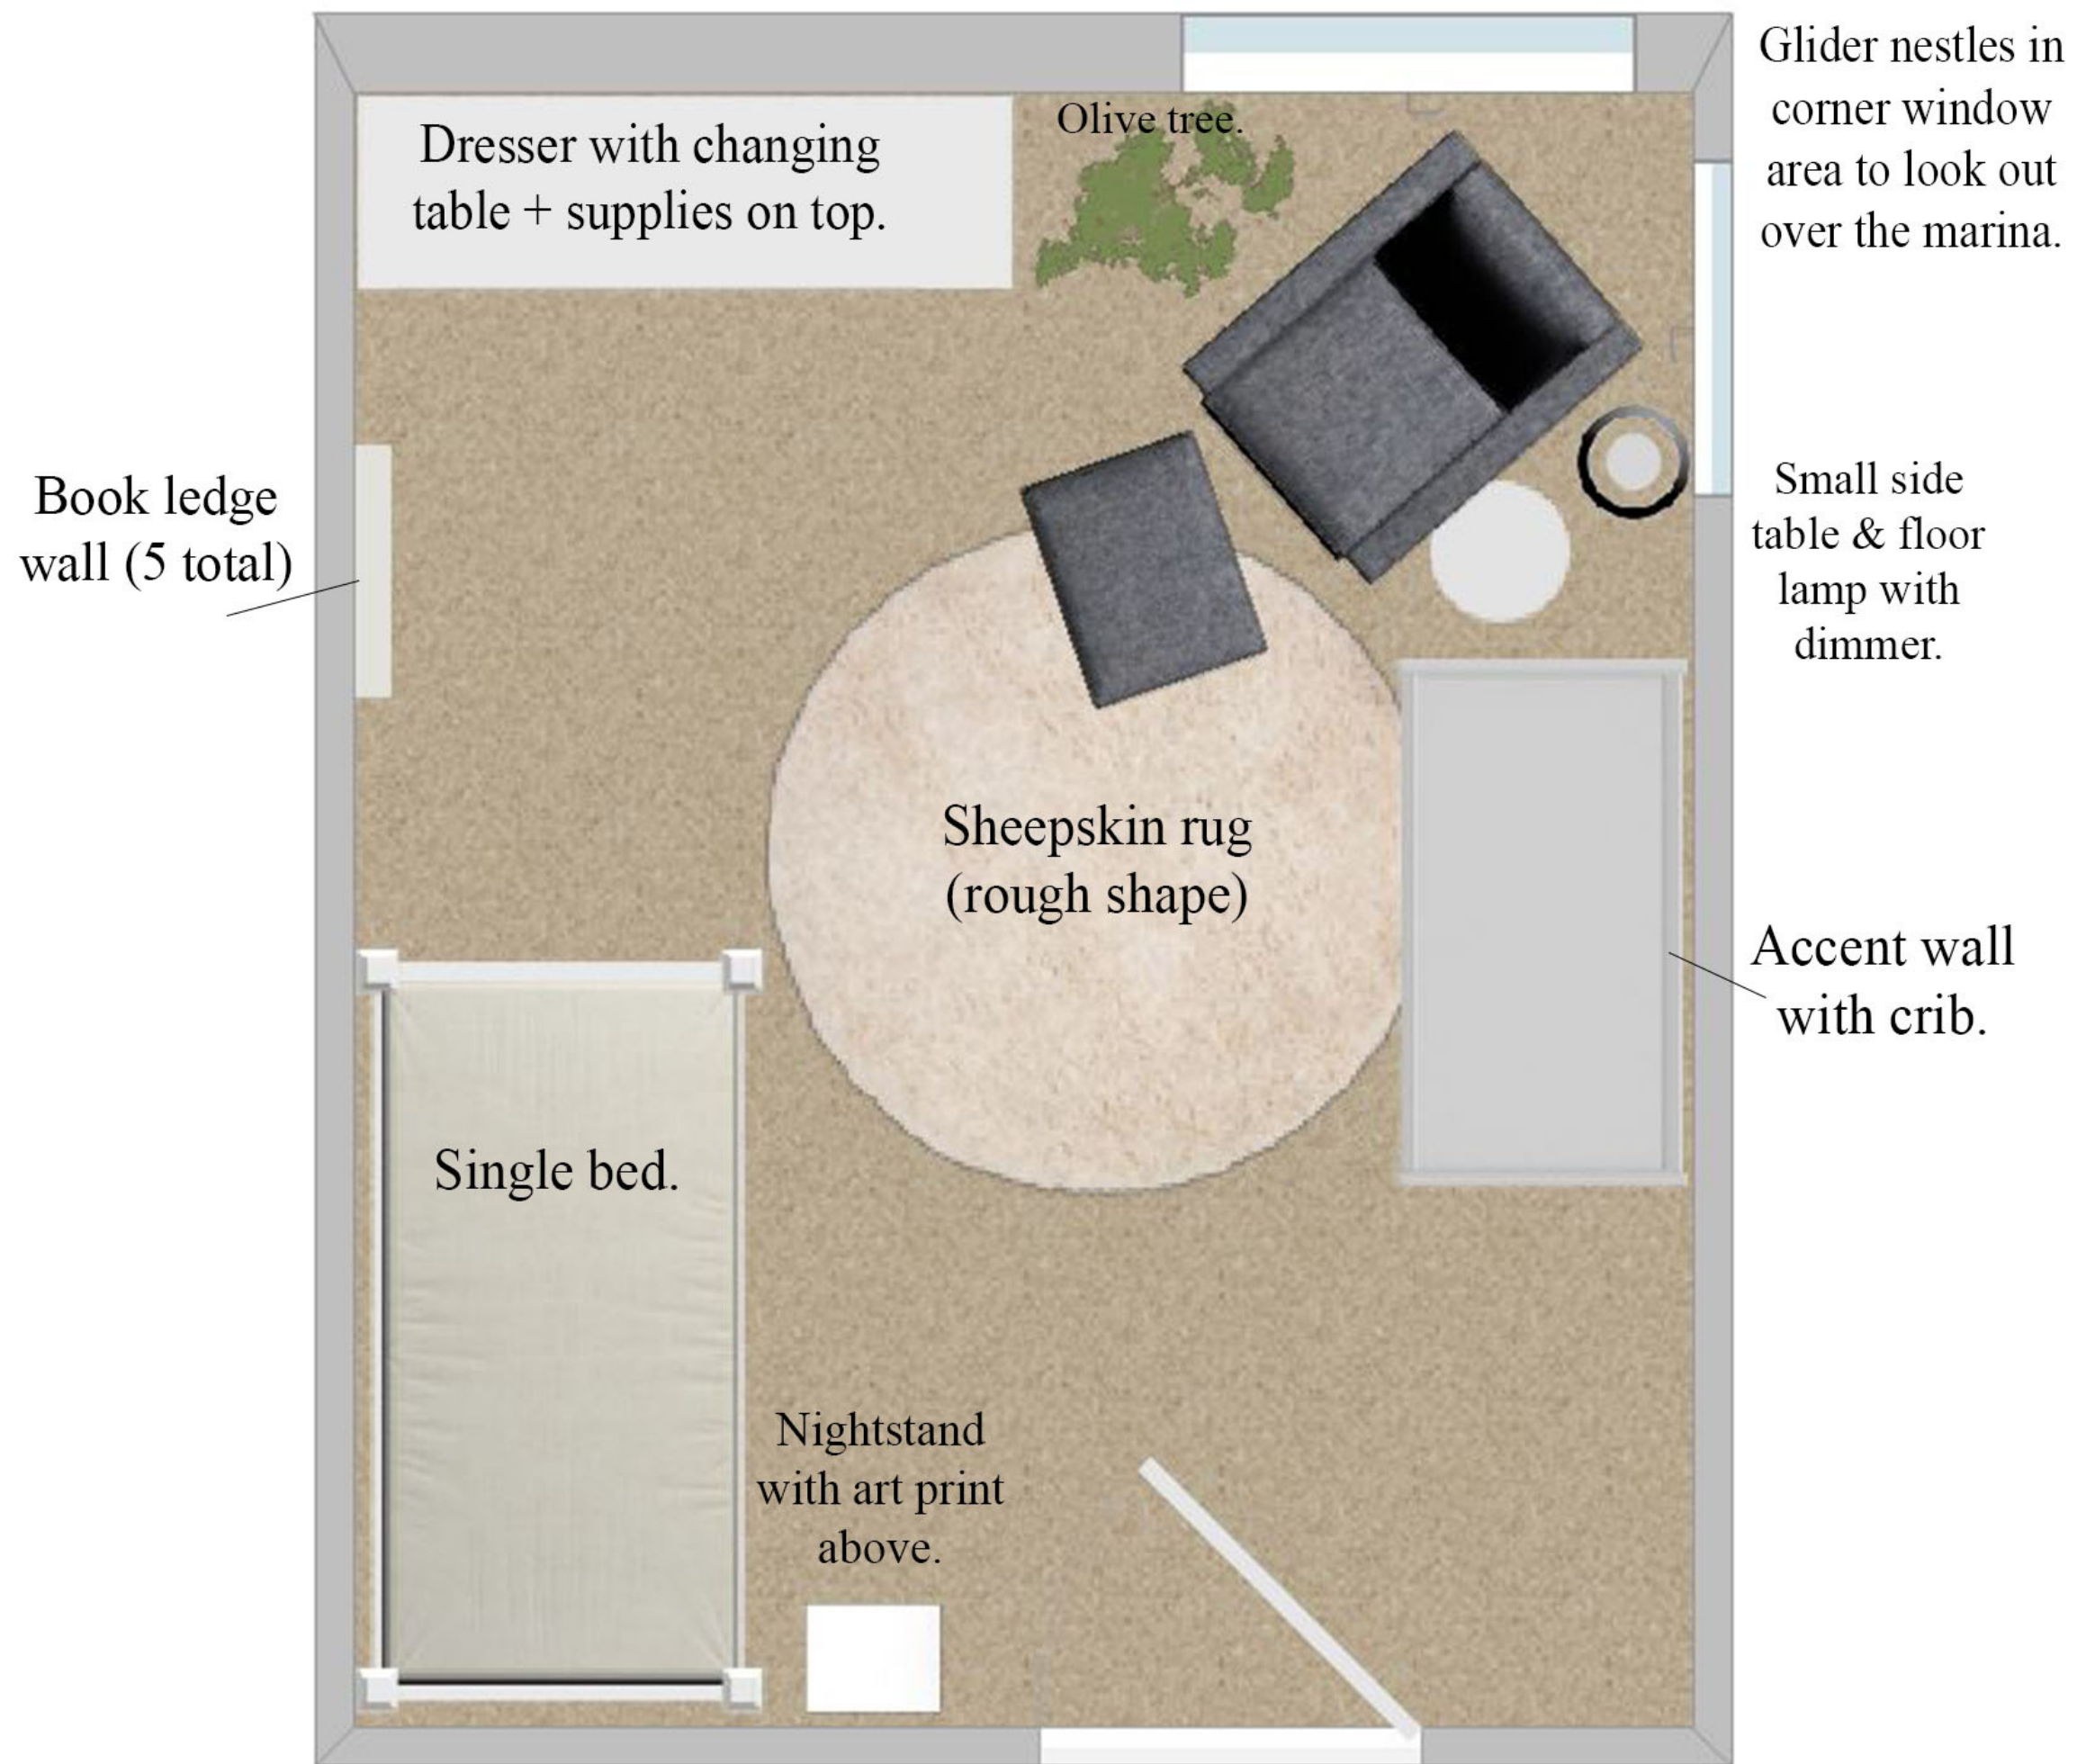 Glider nestles in
corner window
area to look out
over the marina.
Olive tree.
Dresser with changing
table + supplies on top.
Book ledge
wall (5 total)
Small side
table & floor
lamp with
dimmer.
Sheepskin rug
(rough shape)
Accent wall
with crib.
Single bed.
Nightstand
with art print
above.